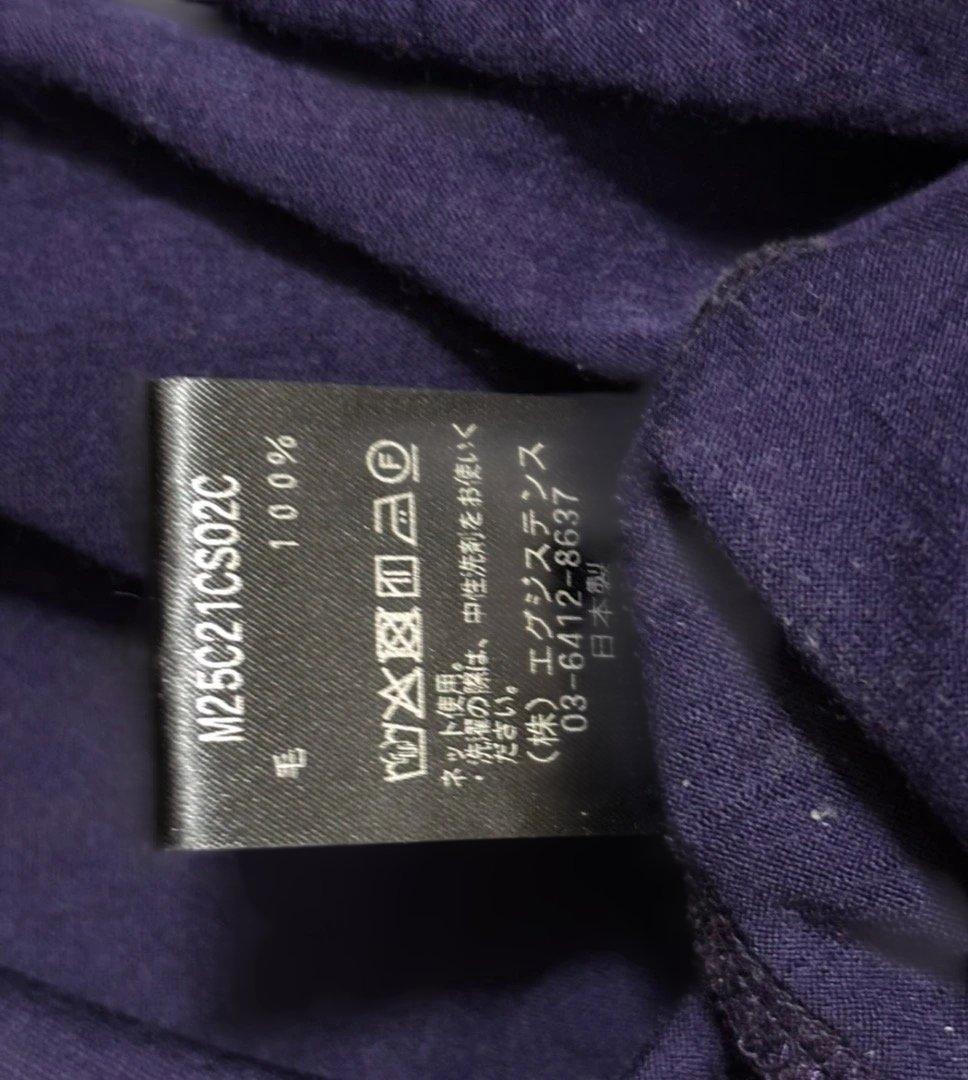 M25C21CS02C
毛 100%
ネット使用。
・洗濯の際は、中性洗剤をお使いく
ださい。
(株) エグジステンス
03-6412-8637
日本製